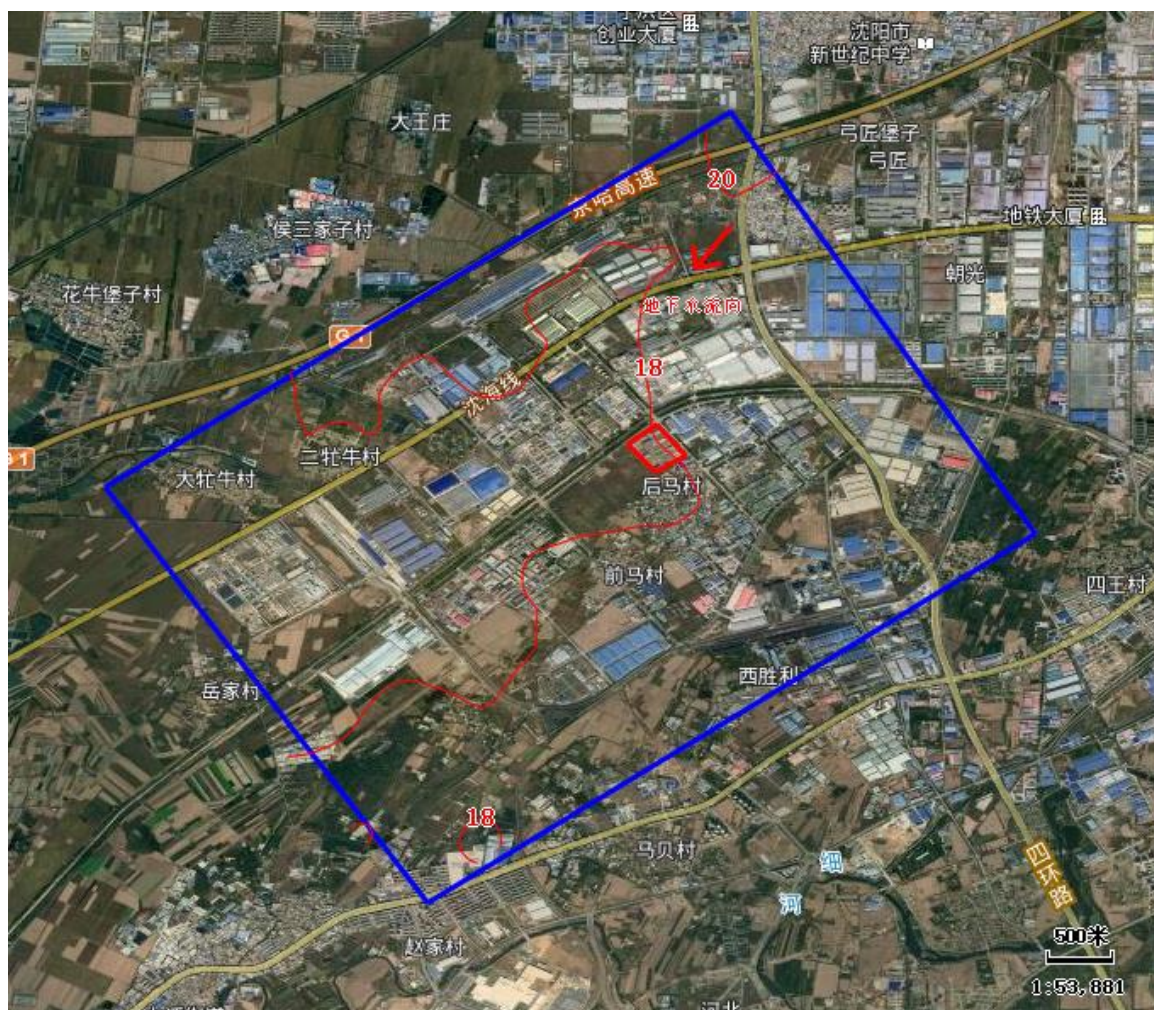 创业大厦
沈阳市
新世纪中学
大王庄
弓匠堡子
弓匠
20
京哈高速
地铁大厦
侯三家子村
朝光
花牛堡子村
地下水流向
G1
18
沈海线
二牤牛村
大牤牛村
后马村
前马村
四王村
西胜利
岳家村
18
马贝村
细
河
四环路
赵家村
500米
1:53,881
河北